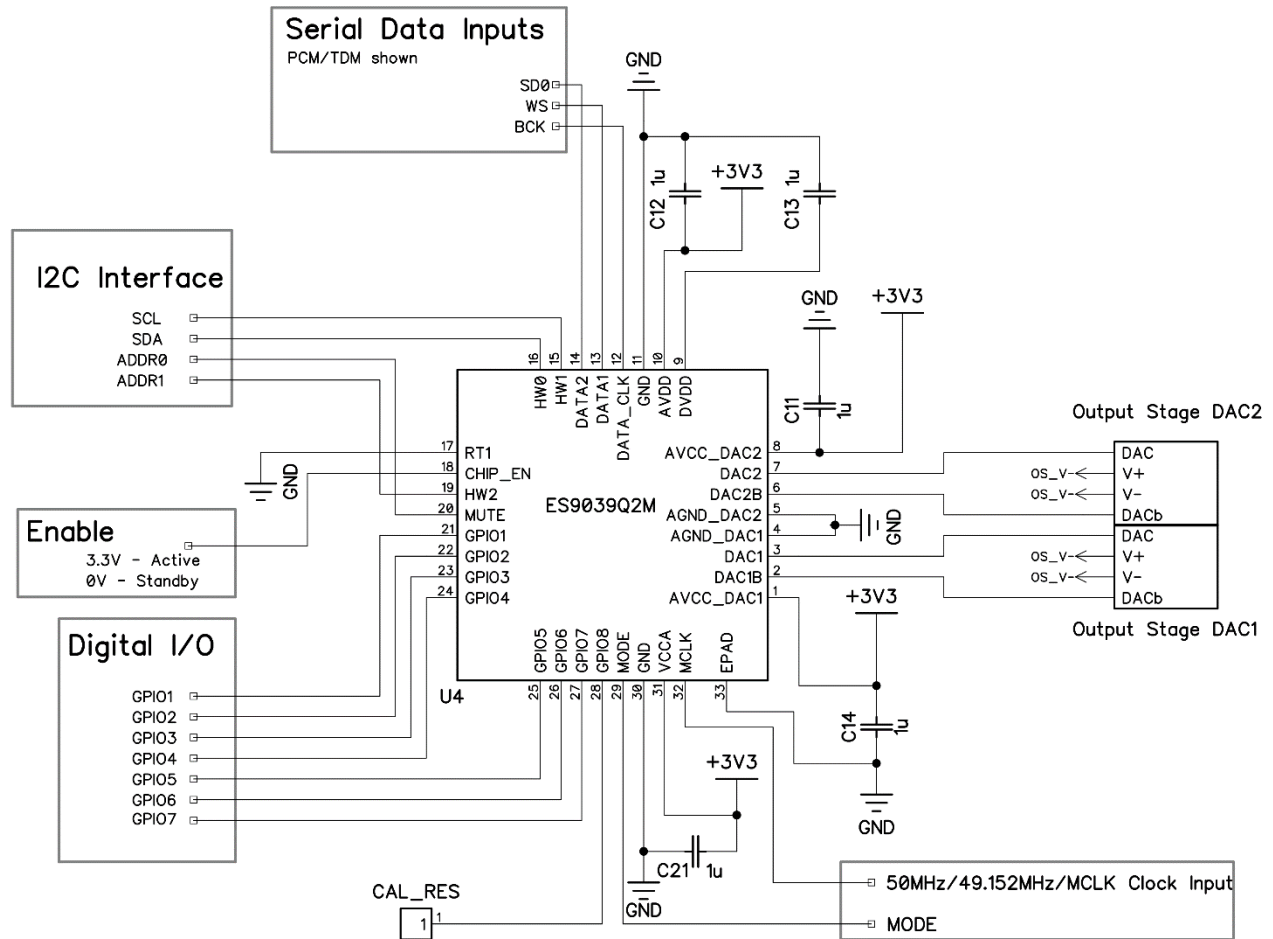 Serial Data Inputs
PCM/TDM shown
SD0
WS
BCK
GND
C12
1u
+3V3
C13
1u
I2C Interface
SCL
SDA
ADDR0
ADDR1
GND
+3V3
C11
1u
16
15
14
13
12
11
10
9
HW0
HW1
DATA2
DATA1
DATA_CLK
GND
AVDD
DVDD
17
RT1
18
CHIP_EN
19
HW2
20
MUTE
21
GPIO1
22
GPIO2
23
GPIO3
24
GPIO4
GND
ES9039Q2M
AVCC_DAC2
8
DAC2
7
DAC2B
6
AGND_DAC2
5
AGND_DAC1
4
DAC1
3
DAC1B
2
AVCC_DAC1
1
GND
Output Stage DAC2
DAC
OS_V-
V+
OS_V-
V-
DACb
DAC
OS_V-
V+
OS_V-
V-
DACb
Output Stage DAC1
Enable
3.3V - Active
0V - Standby
Digital I/O
GPIO1
GPIO2
GPIO3
GPIO4
GPIO5
GPIO6
GPIO7
GPIO5
GPIO6
GPIO7
GPIO8
MODE
GND
VCCA
MCLK
EPAD
U4
25
26
27
28
29
30
31
32
33
+3V3
C14
1u
GND
+3V3
C21
1u
GND
CAL_RES
1
1
50MHz/49.152MHz/MCLK Clock Input
MODE